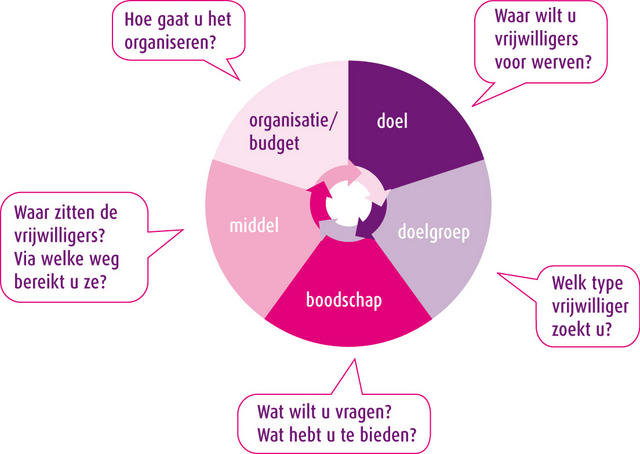 Hoe gaat u het
organiseren?
Waar wilt u
vrijwilligers
voor werven?
organisatie/
budget
doel
Waar zitten de
vrijwilligers?
Via welke weg
bereikt u ze?
middel
doelgroep
boodschap
Welk type
vrijwilliger
zoekt u?
Wat wilt u vragen?
Wat hebt u te bieden?